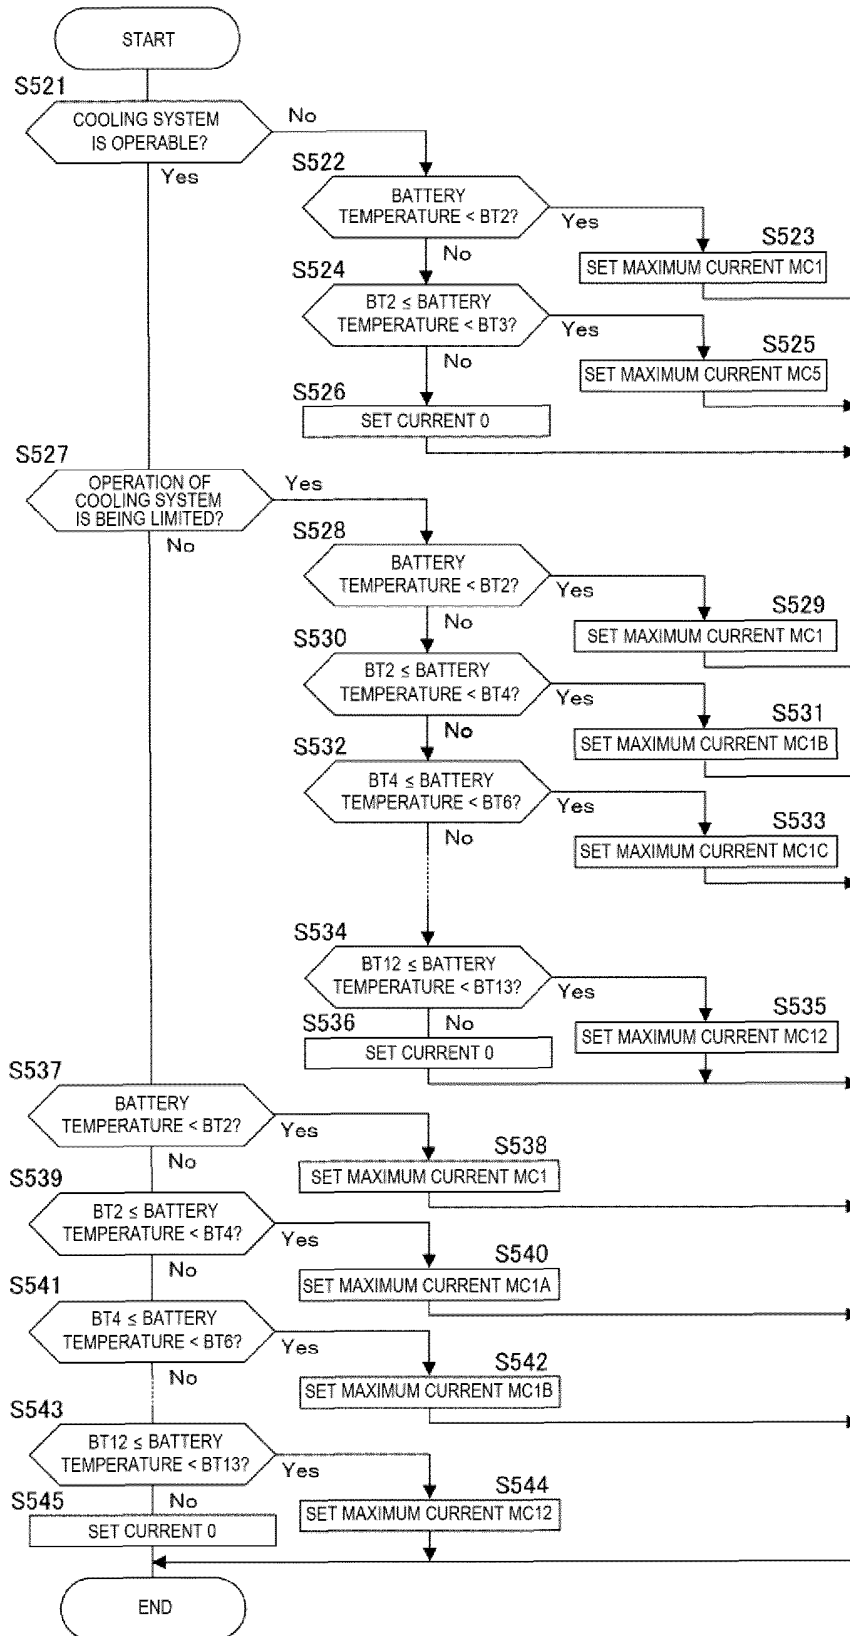 START
S521
COOLING SYSTEM
IS OPERABLE?
No
Yes
S522
BATTERY
TEMPERATURE < BT2?
Yes
No
S523
SET MAXIMUM CURRENT MC1
S524
BT2 ≤ BATTERY
TEMPERATURE < BT3?
Yes
No
S525
SET MAXIMUM CURRENT MC5
S526
SET CURRENT 0
S527
OPERATION OF
COOLING SYSTEM
IS BEING LIMITED?
Yes
No
S528
BATTERY
TEMPERATURE < BT2?
Yes
No
S529
SET MAXIMUM CURRENT MC1
S530
BT2 ≤ BATTERY
TEMPERATURE < BT4?
Yes
No
S531
SET MAXIMUM CURRENT MC1B
S532
BT4 ≤ BATTERY
TEMPERATURE < BT6?
Yes
No
S533
SET MAXIMUM CURRENT MC1C
S534
BT12 ≤ BATTERY
TEMPERATURE < BT13?
Yes
No
S535
SET MAXIMUM CURRENT MC12
S536
SET CURRENT 0
S537
BATTERY
TEMPERATURE < BT2?
Yes
No
S538
SET MAXIMUM CURRENT MC1
S539
BT2 ≤ BATTERY
TEMPERATURE < BT4?
Yes
No
S540
SET MAXIMUM CURRENT MC1A
S541
BT4 ≤ BATTERY
TEMPERATURE < BT6?
Yes
No
S542
SET MAXIMUM CURRENT MC1B
S543
BT12 ≤ BATTERY
TEMPERATURE < BT13?
Yes
No
S544
SET MAXIMUM CURRENT MC12
S545
SET CURRENT 0
END